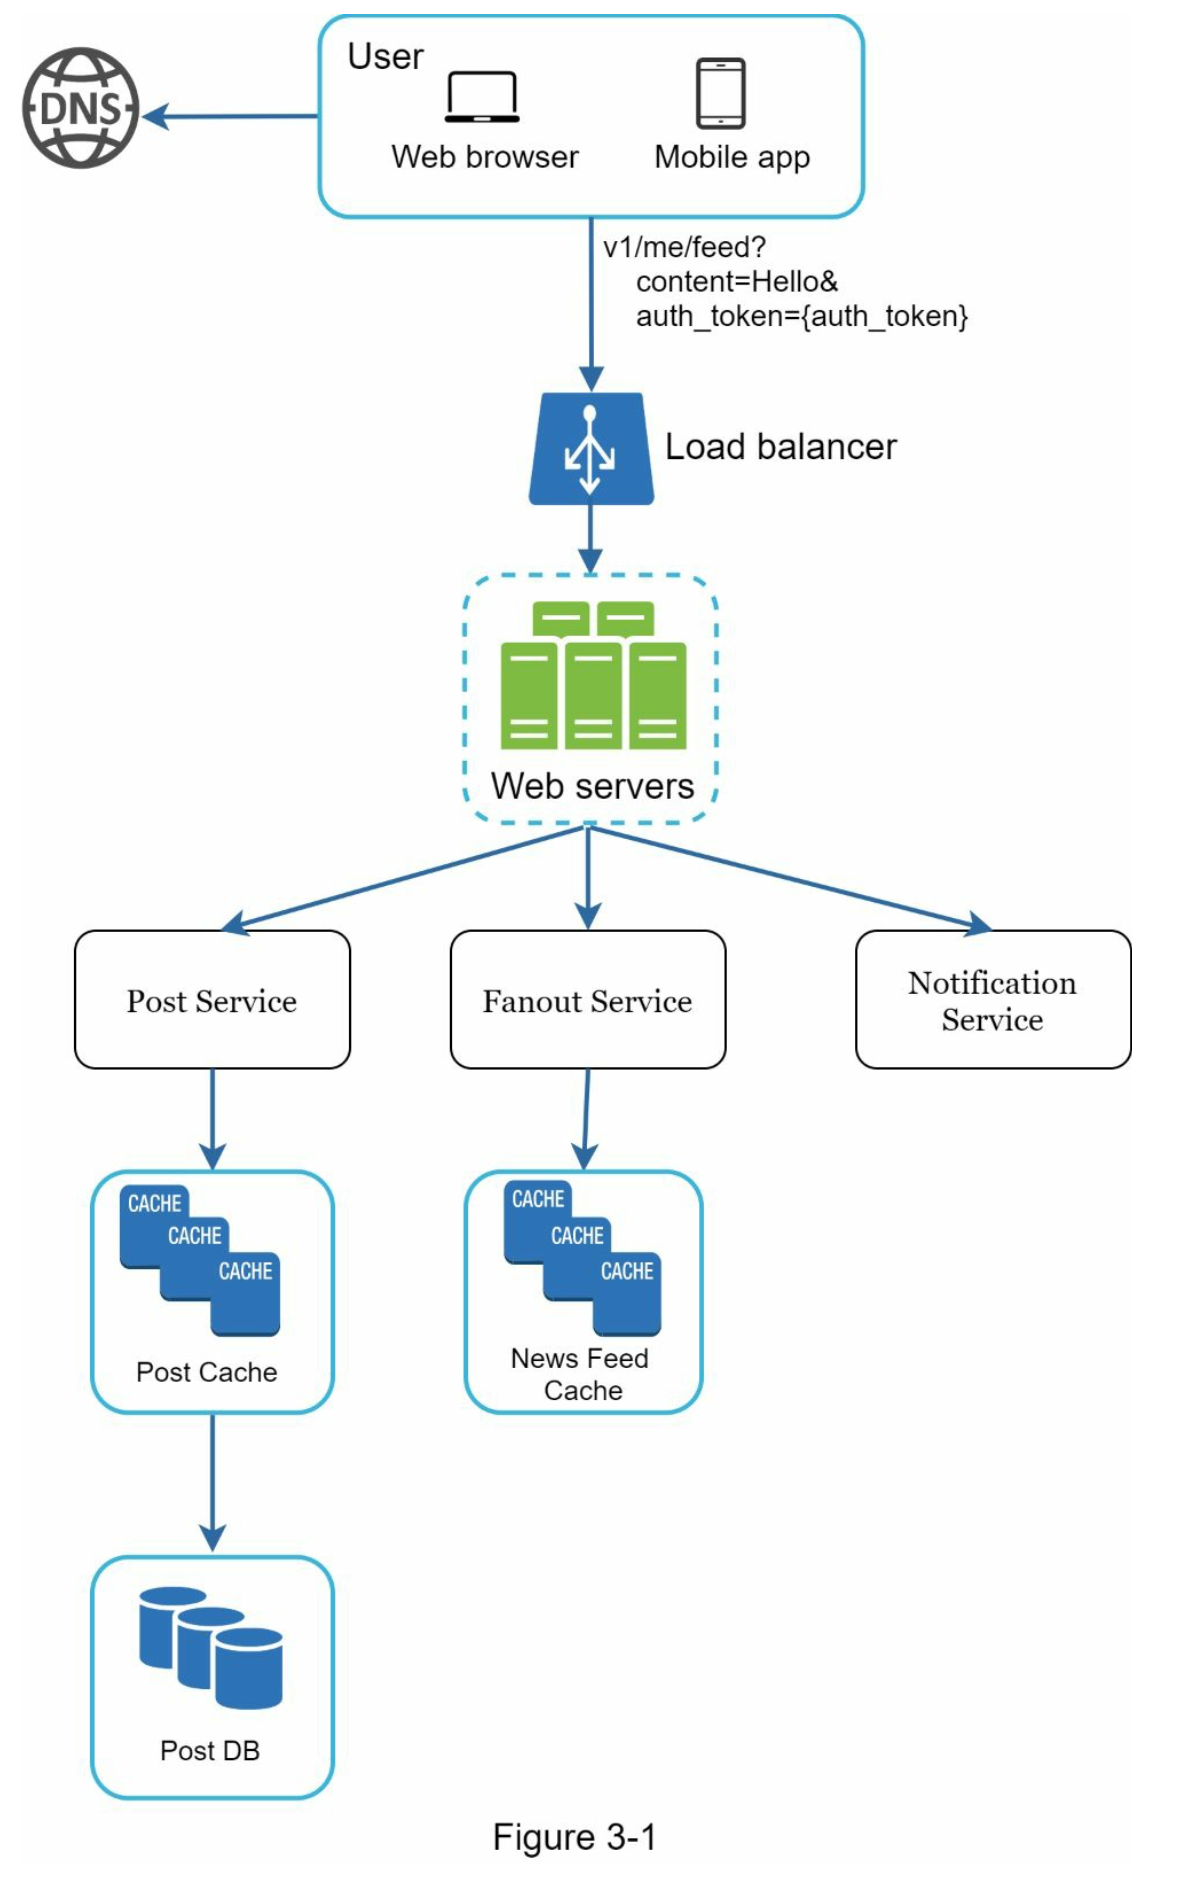 User
DNS
Web browser
Mobile app
v1/me/feed?
content=Hello&
auth_token={auth_token}
Load balancer
Web servers
Post Service
Fanout Service
Notification
Service
CACHE
CACHE
CACHE
Post Cache
CACHE
CACHE
CACHE
News Feed
Cache
Post DB
Figure 3-1